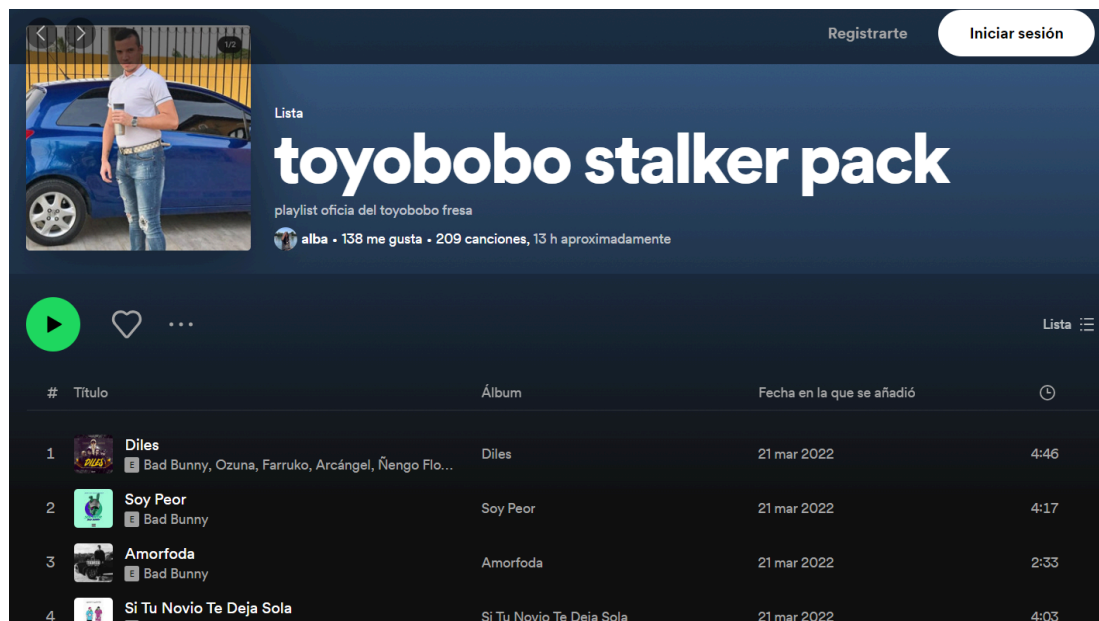 Registrarte
Iniciar sesión
1/2
Lista
toyobobo stalker pack
playlist oficia del toyobobo fresa
alba • 138 me gusta • 209 canciones, 13 h aproximadamente
Lista
# Título Álbum Fecha en la que se añadió
1 Diles Diles 21 mar 2022 4:46
E Bad Bunny, Ozuna, Farruko, Arcángel, Ñengo Flo...
2 Soy Peor Soy Peor 21 mar 2022 4:17
E Bad Bunny
3 Amorfoda Amorfoda 21 mar 2022 2:33
E Bad Bunny
4 Si Tu Novio Te Deja Sola Si Tu Novio Te Deja Sola 21 mar 2022 4:03